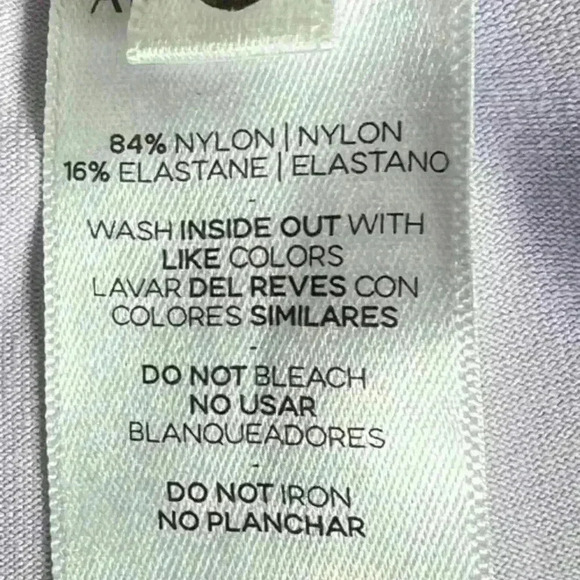 84% NYLON | NYLON
16% ELASTANE | ELASTANO
-
WASH INSIDE OUT WITH
LIKE COLORS
LAVAR DEL REVES CON
COLORES SIMILARES
-
DO NOT BLEACH
NO USAR
BLANQUEADORES
-
DO NOT IRON
NO PLANCHAR